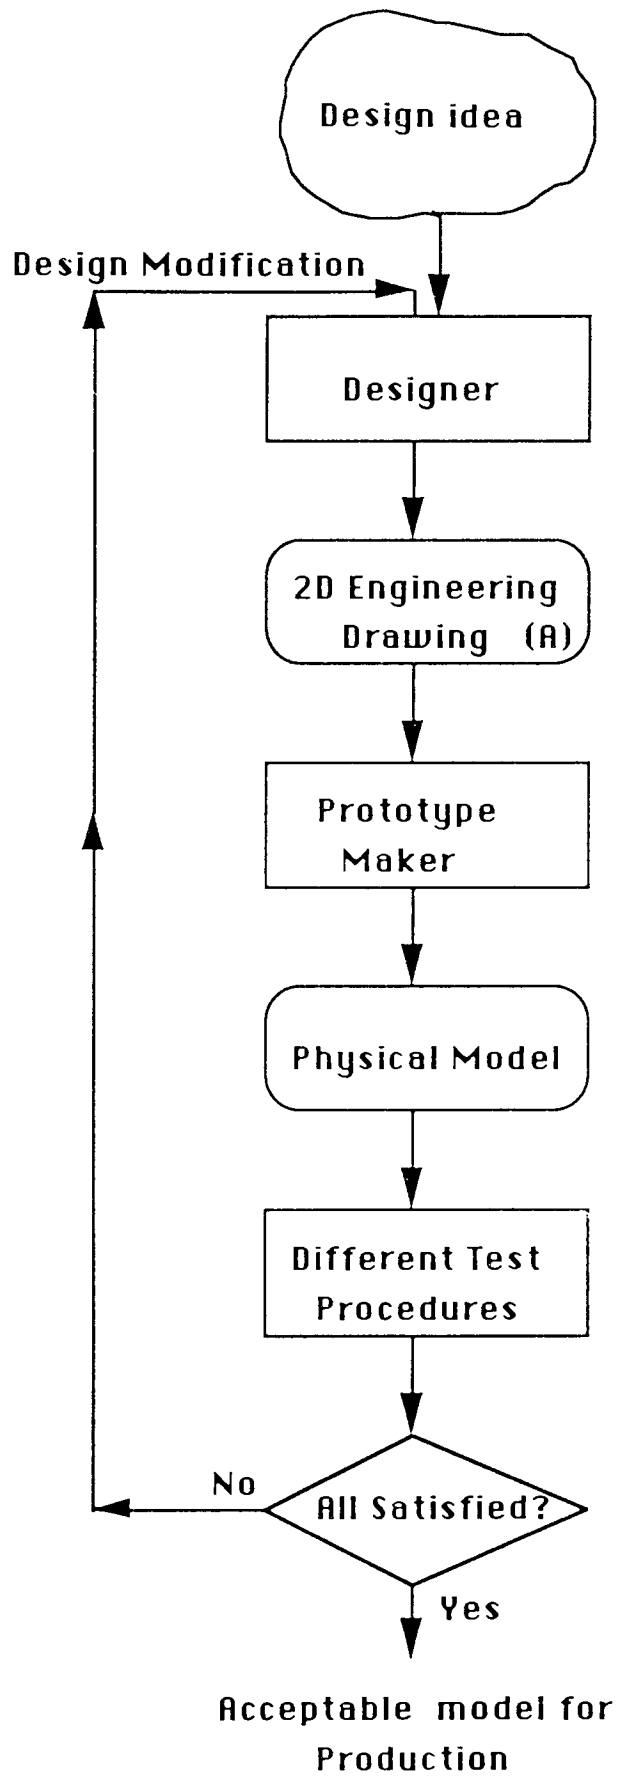 Design idea
Design Modification
Designer
2D Engineering
Drawing (A)
Prototype
Maker
Physical Model
Different Test
Procedures
No
All Satisfied?
Yes
Acceptable model for
Production